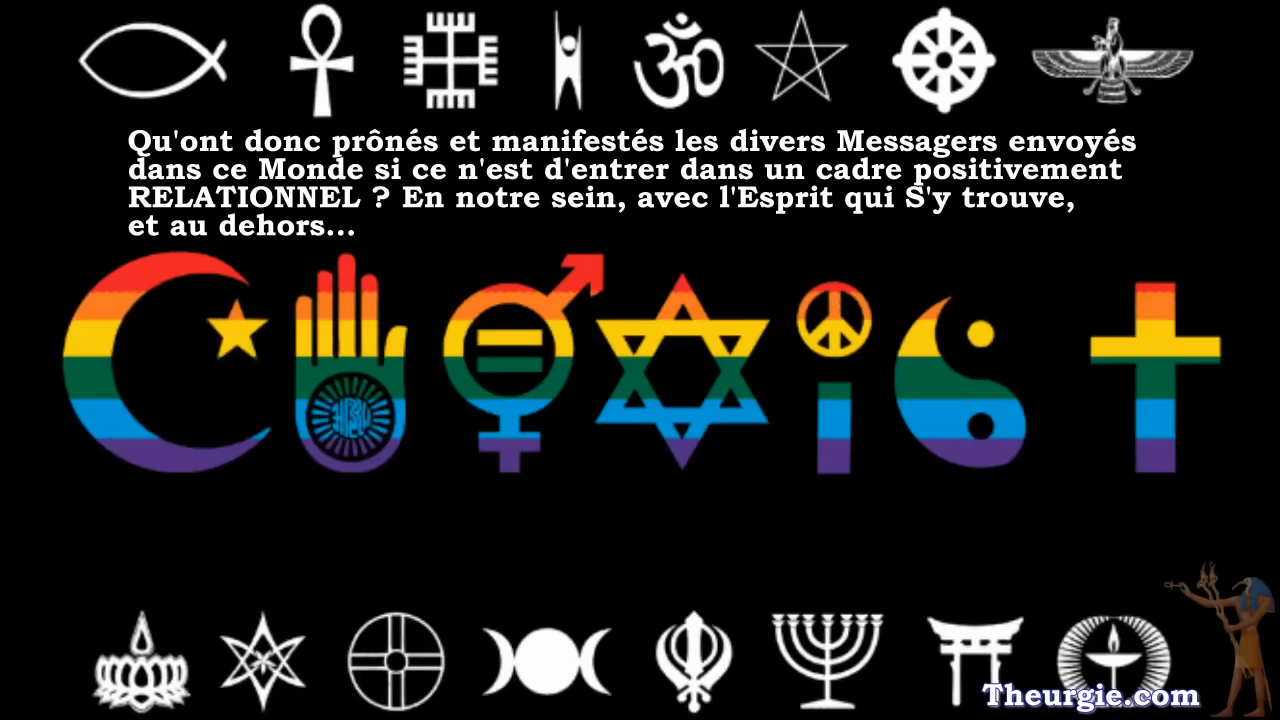 Qu'ont donc prônés et manifestés les divers Messagers envoyés
dans ce Monde si ce n'est d'entrer dans un cadre positivement
RELATIONNEL ? En notre sein, avec l'Esprit qui S'y trouve,
et au dehors...
ॐ
COEXiST
Theurgie.com